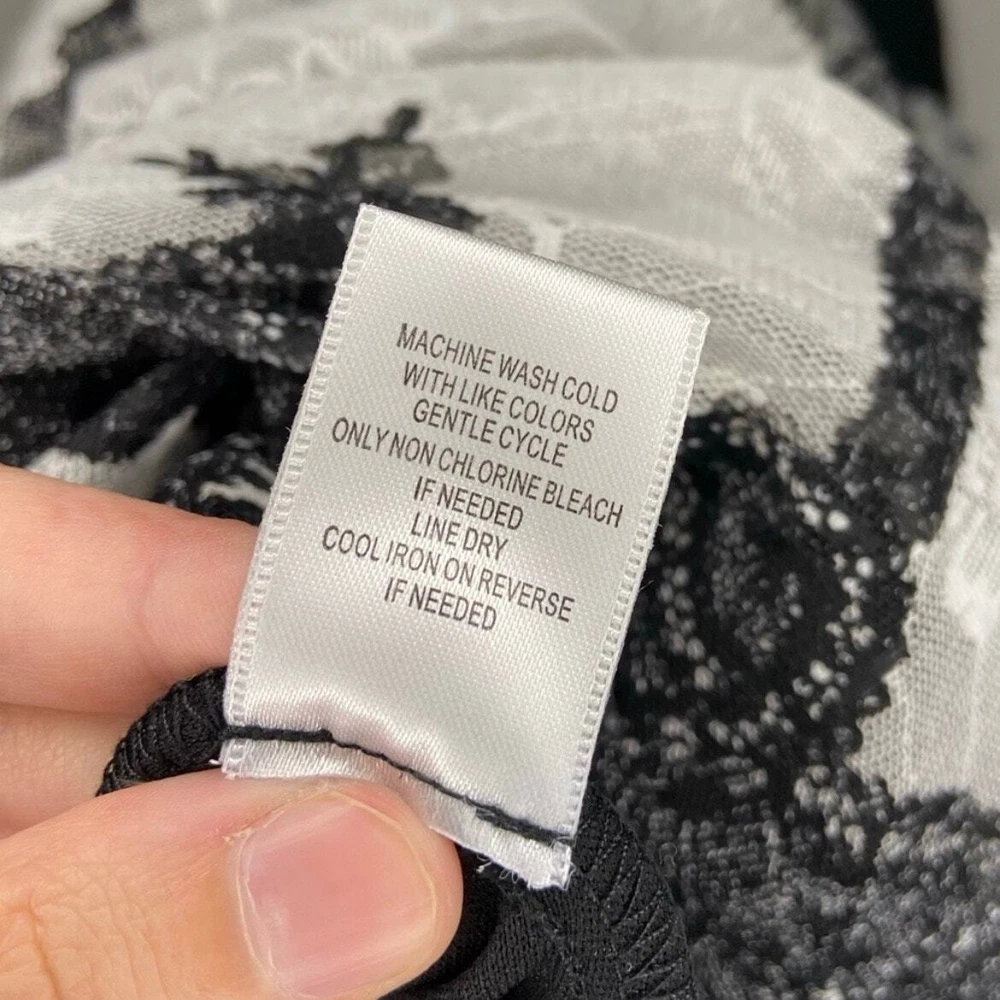 MACHINE WASH COLD
WITH LIKE COLORS
GENTLE CYCLE
ONLY NON CHLORINE BLEACH
IF NEEDED
LINE DRY
COOL IRON ON REVERSE
IF NEEDED